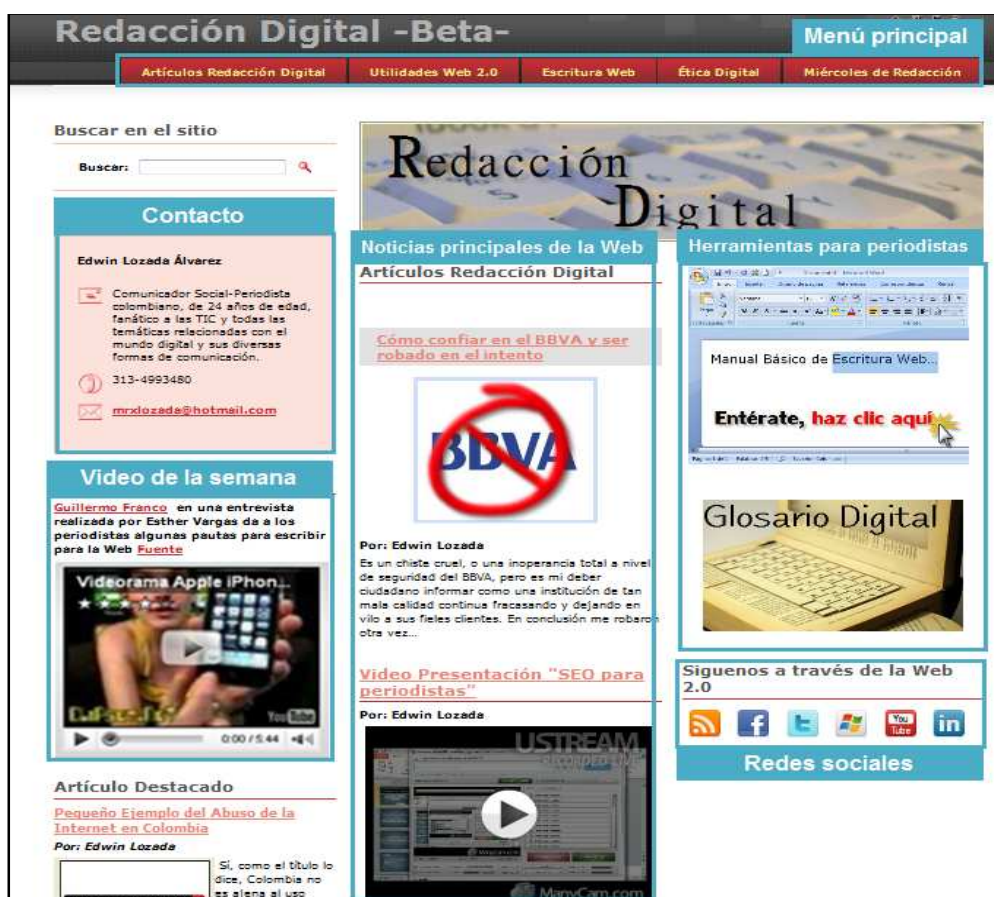 Redacción Digital -Beta-
Menú principal
Artículos Redacción Digital
Utilidades Web 2.0
Escritura Web
Ética Digital
Miércoles de Redacción
Buscar en el sitio
Buscar:
Contacto
Edwin Lozada Álvarez
Comunicador Social-Periodista
colombiano, de 24 años de edad,
fanático a las TIC y todas las
temáticas relacionadas con el
mundo digital y sus diversas
formas de comunicación.
313-4993480
mrxlozada@hotmail.com
Video de la semana
Guillermo Franco en una entrevista
realizada por Esther Vargas da a los
periodistas algunas pautas para escribir
para la Web Fuente
Videorama Apple iPhon...
YouTube
0:00 / 5:44
Artículo Destacado
Pequeño Ejemplo del Abuso de la
Internet en Colombia
Por: Edwin Lozada
Sí, como el título lo
dice, Colombia no
es ajena al uso
Redacción
Digital
Noticias principales de la Web
Artículos Redacción Digital
Cómo confiar en el BBVA y ser
robado en el intento
BBVA
Por: Edwin Lozada
Es un chiste cruel, o una inoperancia total a nivel
de seguridad del BBVA, pero es mi deber
ciudadano informar como una institución de tan
mala calidad continua fracasando y dejando en
vilo a sus fieles clientes. En conclusión me robaron
otra vez...
Video Presentación "SEO para
periodistas"
Por: Edwin Lozada
USTREAM
RECORDED LIVE
ManyCam.com
Herramientas para periodistas
Manual Básico de Escritura Web...
Entérate, haz clic aquí
Glosario Digital
Siguenos a través de la Web
2.0
You
Tube
in
Redes sociales